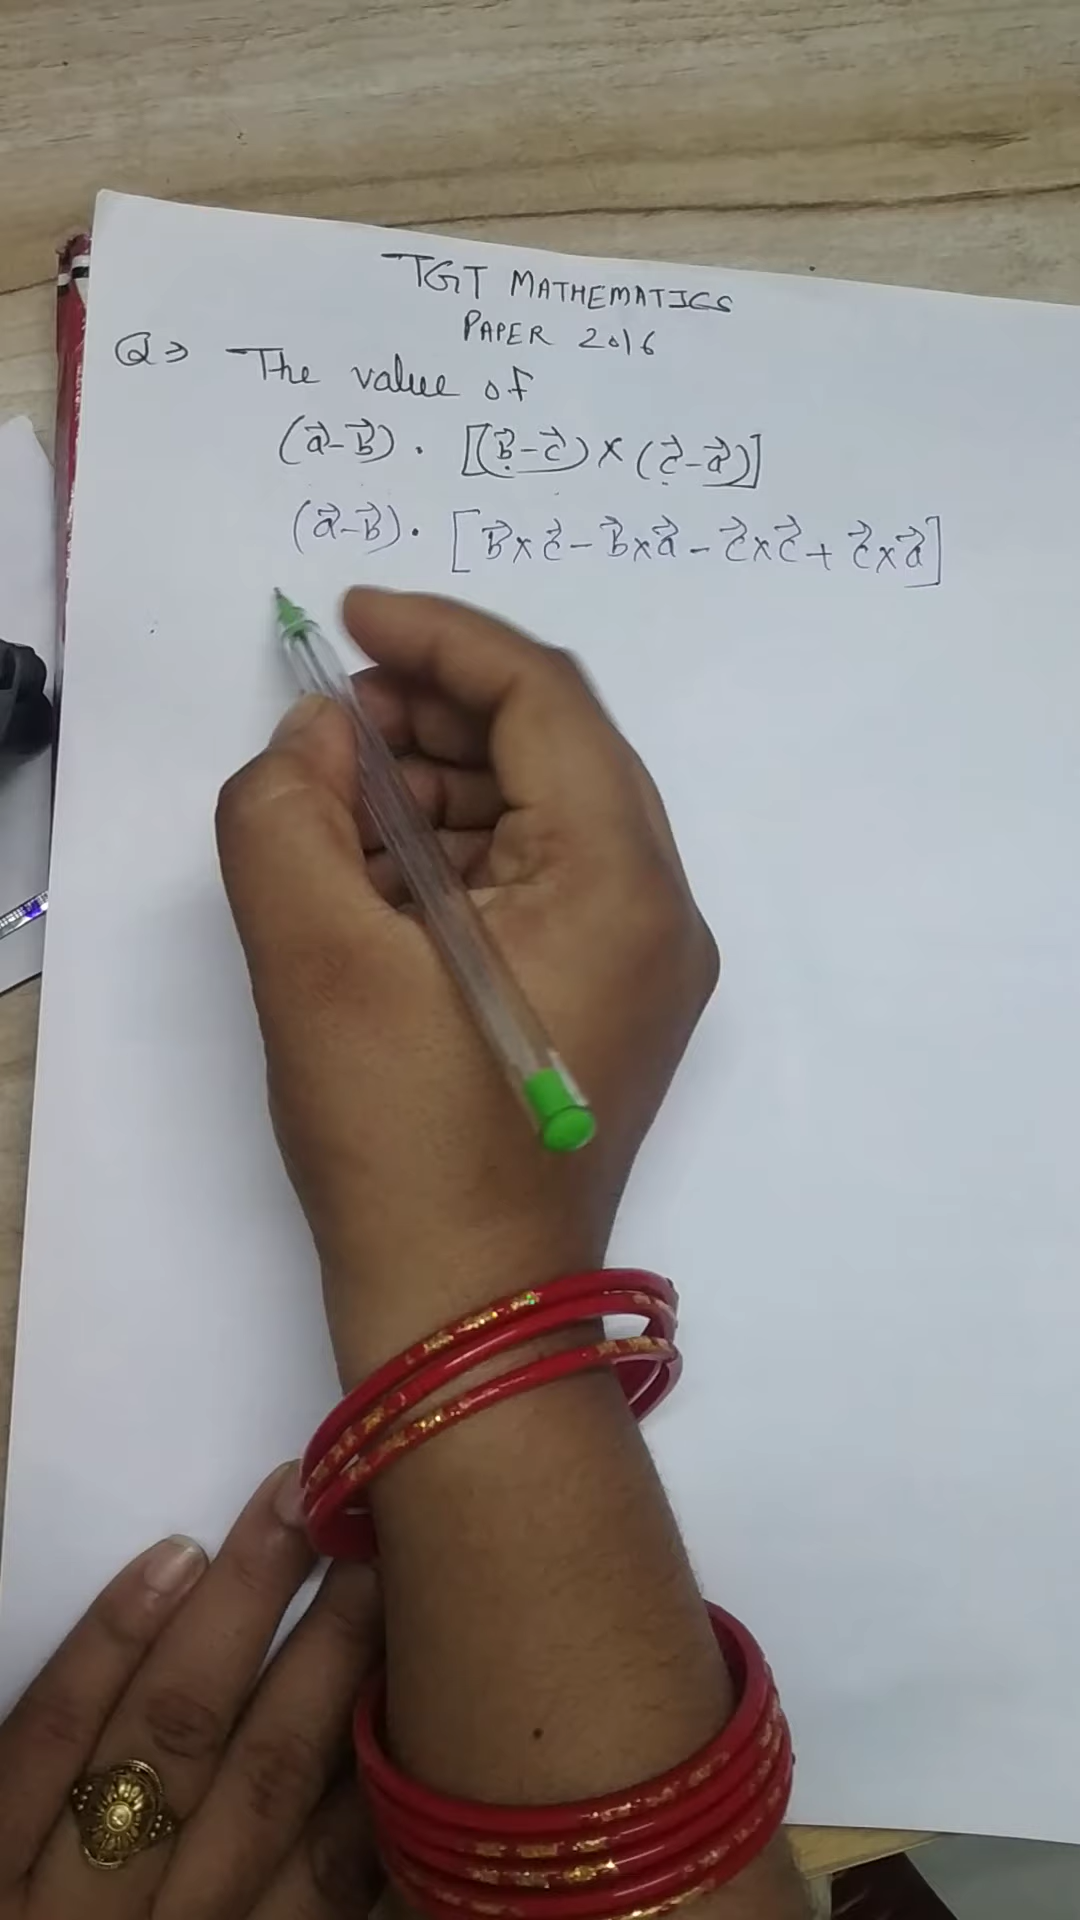 TGT MATHEMATICS
PAPER 2016
Q⇒ The value of
(a⃗-b⃗) . [(b⃗-c⃗)×(c⃗-a⃗)]
(a⃗-b⃗). [b⃗×c⃗-b⃗×a⃗-c⃗×c⃗+c⃗×a⃗]